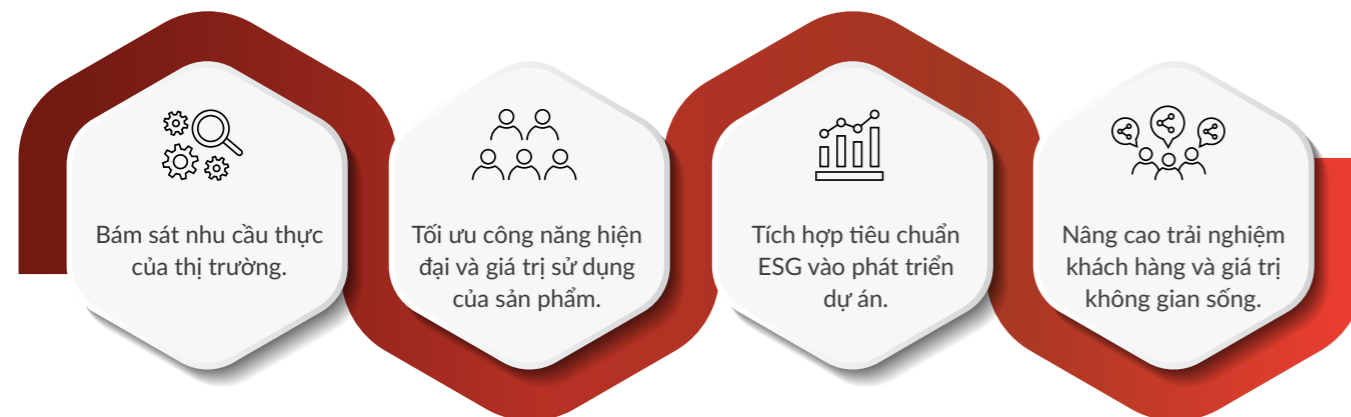 Bám sát nhu cầu thực
của thị trường.
Tối ưu công năng hiện
đại và giá trị sử dụng
của sản phẩm.
Tích hợp tiêu chuẩn
ESG vào phát triển
dự án.
Nâng cao trải nghiệm
khách hàng và giá trị
không gian sống.